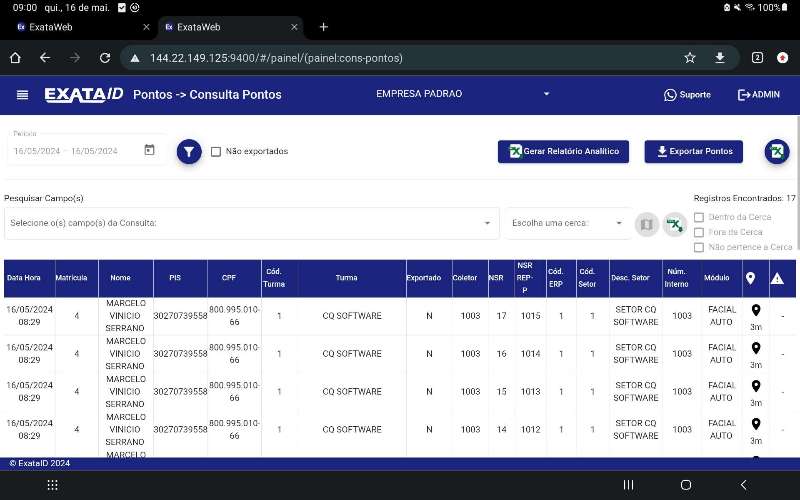 09:00 qui., 16 de mai.
100%
ExataWeb
ExataWeb
144.22.149.125:9400/#/painel/(painel:cons-pontos)
2
EXATAID
Pontos -> Consulta Pontos
EMPRESA PADRAO
Suporte
ADMIN
Período
16/05/2024 – 16/05/2024
Não exportados
Gerar Relatório Analítico
Exportar Pontos
Pesquisar Campo(s)
Registros Encontrados: 17
Selecione o(s) campo(s) da Consulta:
Escolha uma cerca:
Dentro da Cerca
Fora da Cerca
Não pertence a Cerca
Data Hora Matricula Nome PIS CPF Cód. Turma Turma Exportado Coletor NSR NSR REP-P Cód. ERP Cód. Setor Desc. Setor Núm. Interno Módulo
16/05/2024 08:29 4 MARCELO VINICIO SERRANO 30270739558 800.995.010-66 1 CQ SOFTWARE N 1003 17 1015 1 1 SETOR CQ SOFTWARE 1003 FACIAL AUTO 3m -
16/05/2024 08:29 4 MARCELO VINICIO SERRANO 30270739558 800.995.010-66 1 CQ SOFTWARE N 1003 16 1014 1 1 SETOR CQ SOFTWARE 1003 FACIAL AUTO 3m -
16/05/2024 08:29 4 MARCELO VINICIO SERRANO 30270739558 800.995.010-66 1 CQ SOFTWARE N 1003 15 1013 1 1 SETOR CQ SOFTWARE 1003 FACIAL AUTO 3m -
16/05/2024 08:29 4 MARCELO VINICIO SERRANO 30270739558 800.995.010-66 1 CQ SOFTWARE N 1003 14 1012 1 1 SETOR CQ SOFTWARE 1003 FACIAL AUTO 3m -
MARCELO
© ExataID 2024